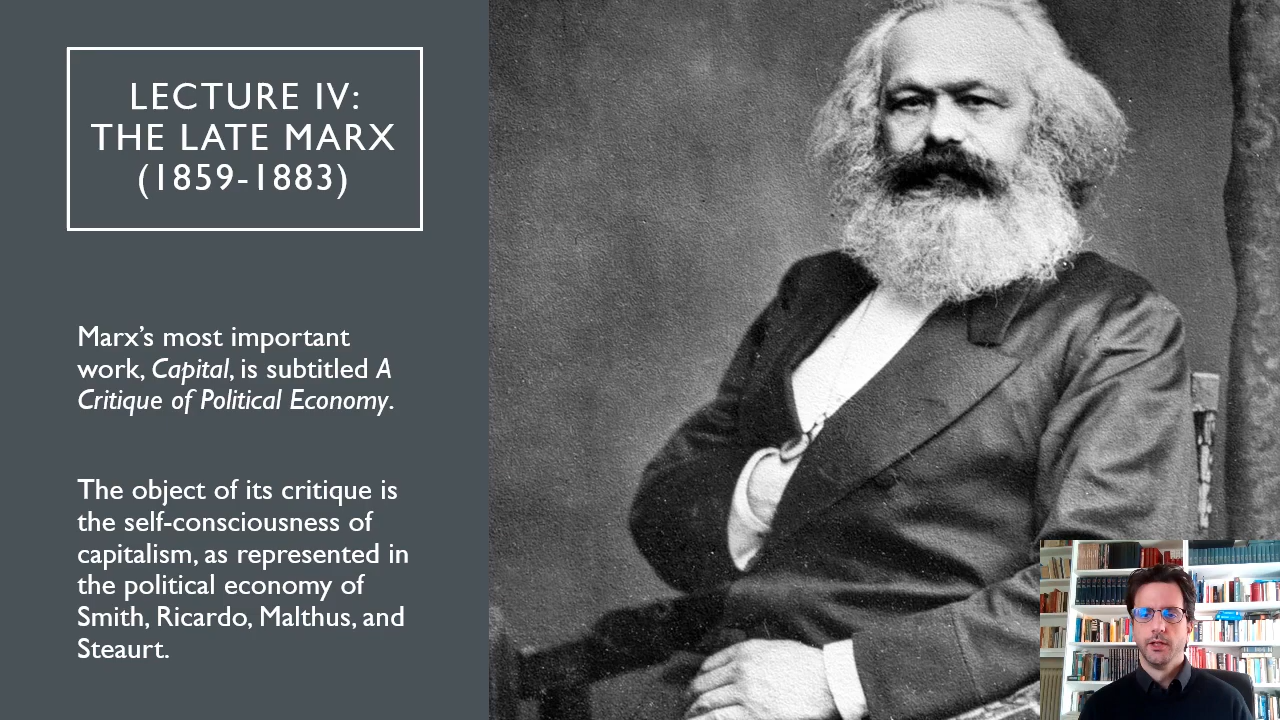 LECTURE IV:
THE LATE MARX
(1859-1883)
Marx’s most important
work, Capital, is subtitled A
Critique of Political Economy.
The object of its critique is
the self-consciousness of
capitalism, as represented in
the political economy of
Smith, Ricardo, Malthus, and
Steaurt.